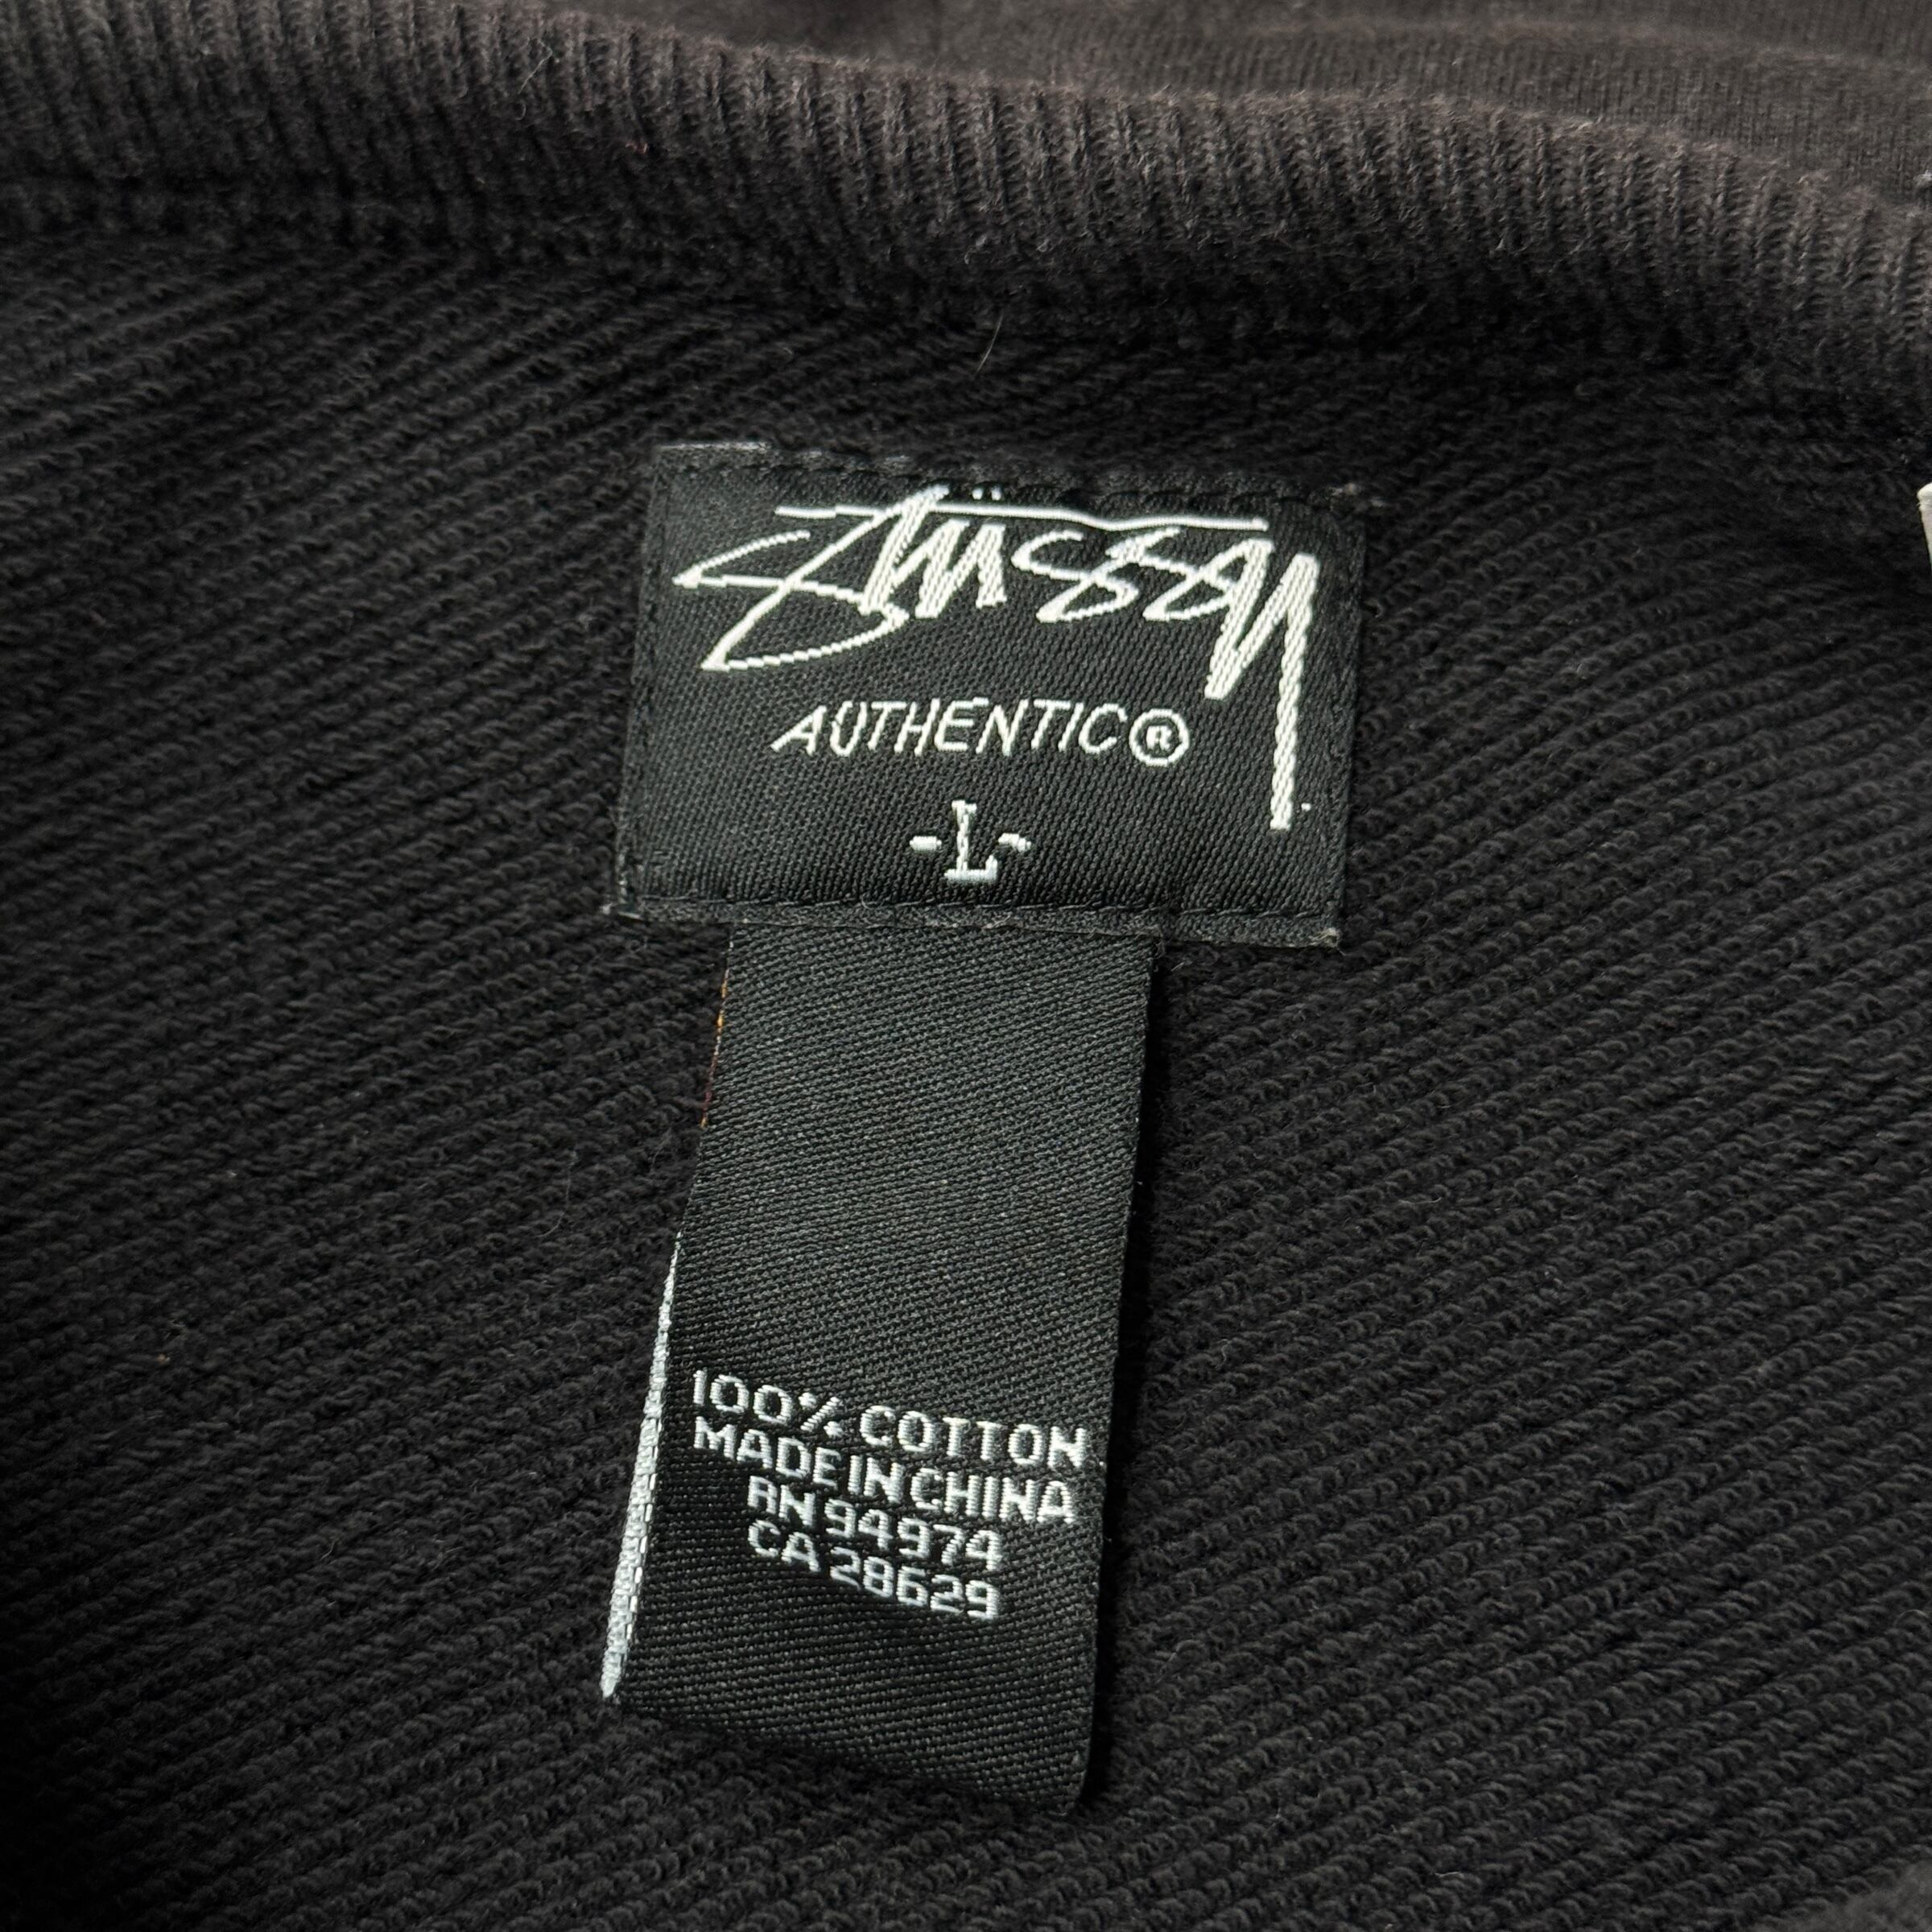 Stüssy
AUTHENTIC®
-L-
100% COTTON
MADE IN CHINA
RN 94974
CA 28629